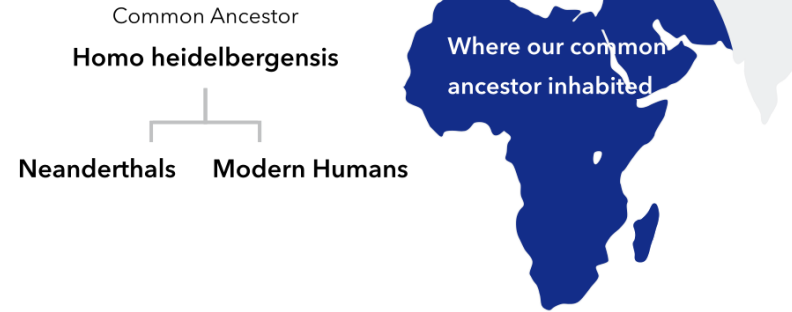 Common Ancestor
Homo heidelbergensis
Neanderthals
Modern Humans
Where our common
ancestor inhabited